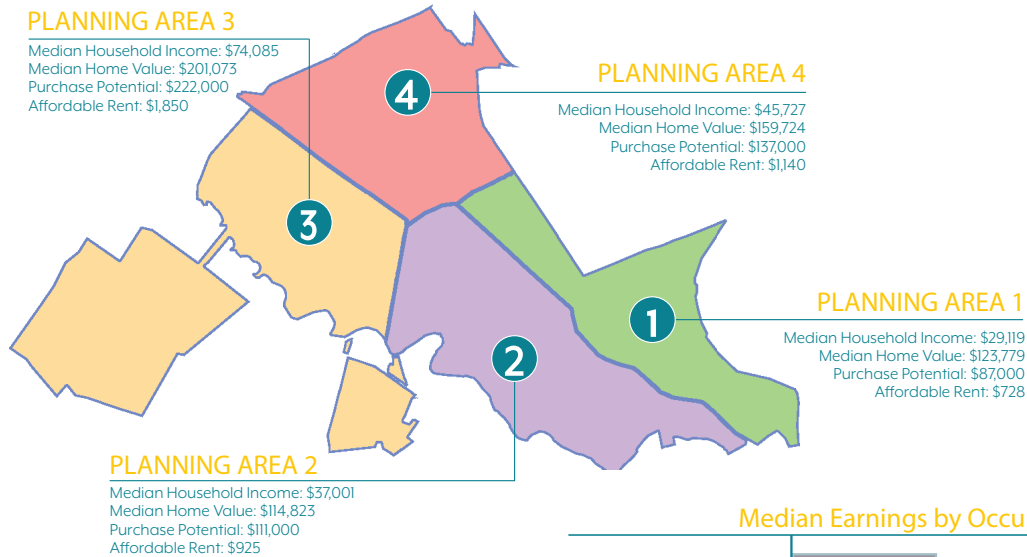 PLANNING AREA 3
Median Household Income: $74,085
Median Home Value: $201,073
Purchase Potential: $222,000
Affordable Rent: $1,850
PLANNING AREA 4
Median Household Income: $45,727
Median Home Value: $159,724
Purchase Potential: $137,000
Affordable Rent: $1,140
4
3
1
2
PLANNING AREA 1
Median Household Income: $29,119
Median Home Value: $123,779
Purchase Potential: $87,000
Affordable Rent: $728
PLANNING AREA 2
Median Household Income: $37,001
Median Home Value: $114,823
Purchase Potential: $111,000
Affordable Rent: $925
Median Earnings by Occu